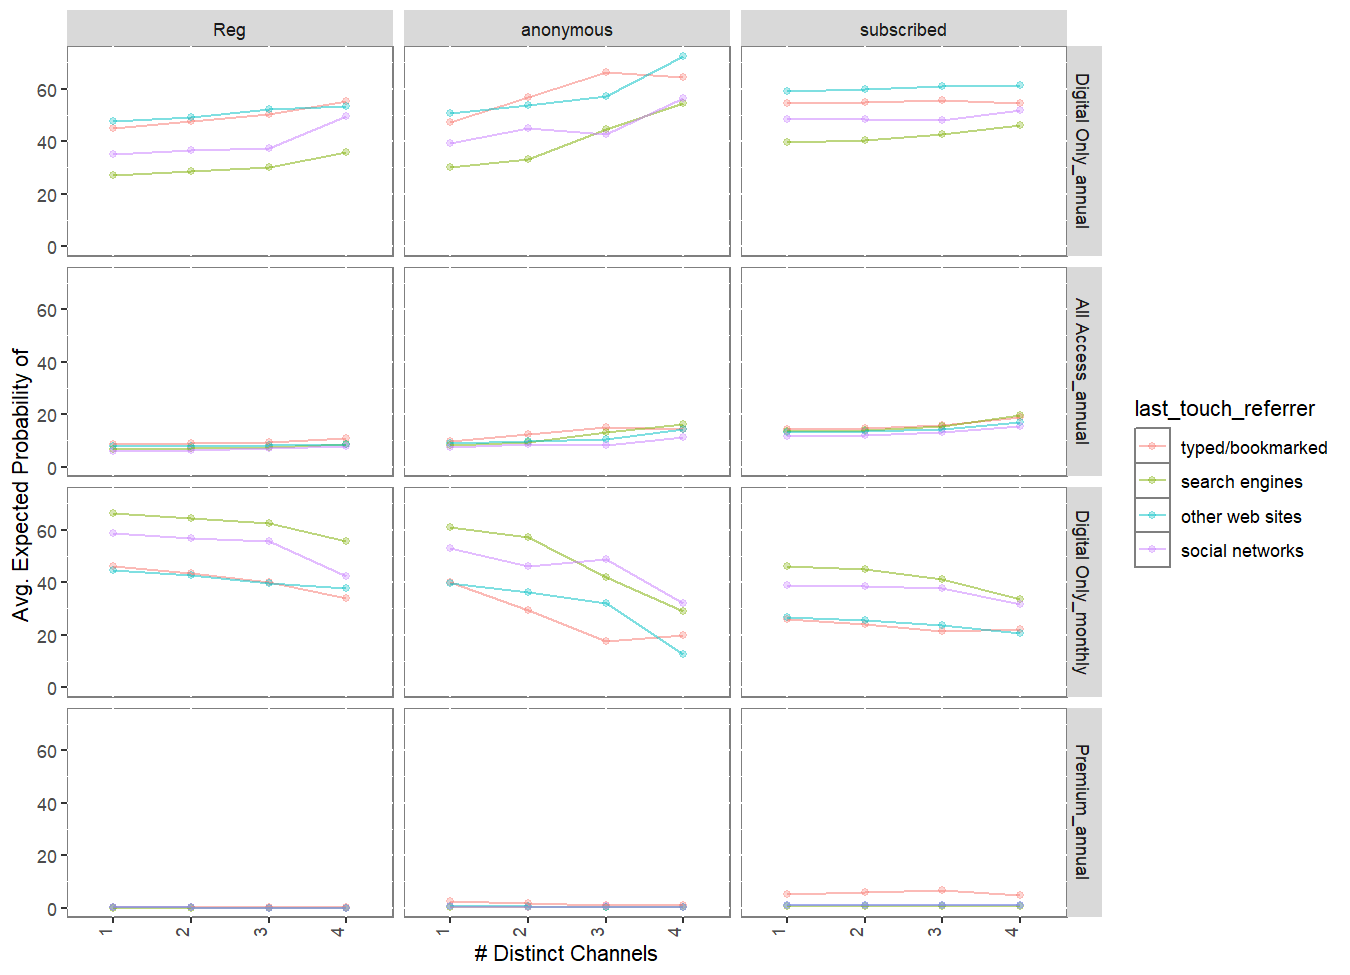 Reg anonymous subscribed
60
40
20
0
Digital Only_annual
60
40
20
0
All Access_annual
60
40
20
0
Digital Only_monthly
60
40
20
0
Premium_annual
Avg. Expected Probability of
1 2 3 4 1 2 3 4 1 2 3 4
# Distinct Channels
last_touch_referrer
typed/bookmarked
search engines
other web sites
social networks